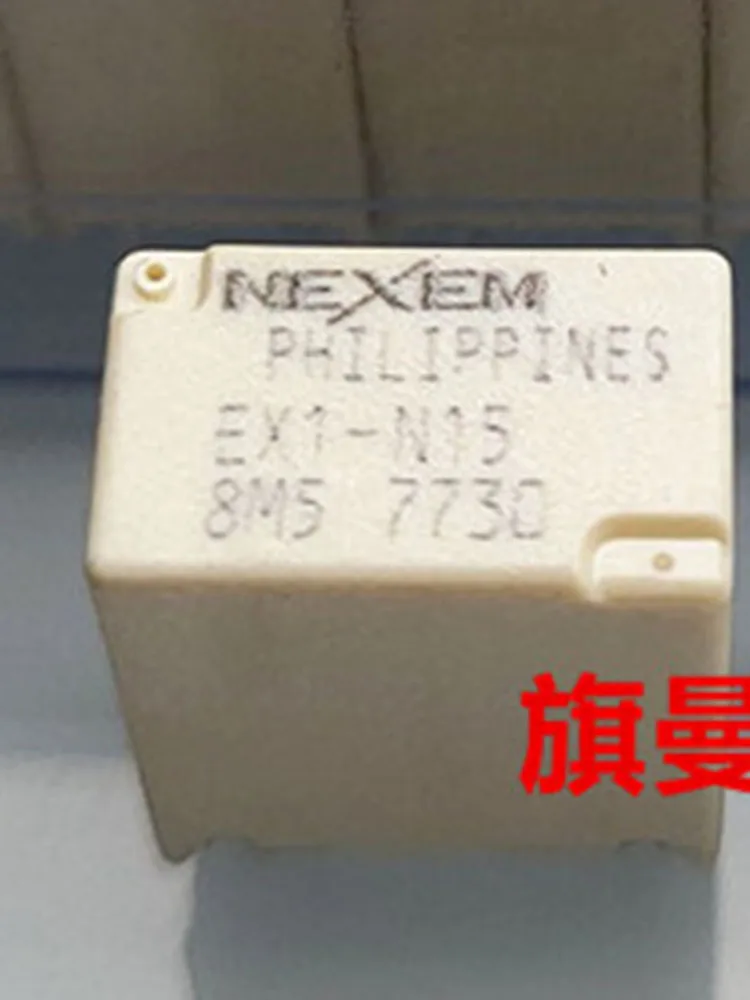 NEXEM
PHILIPPINES
EX1-N15
8M5 7730
旗曼